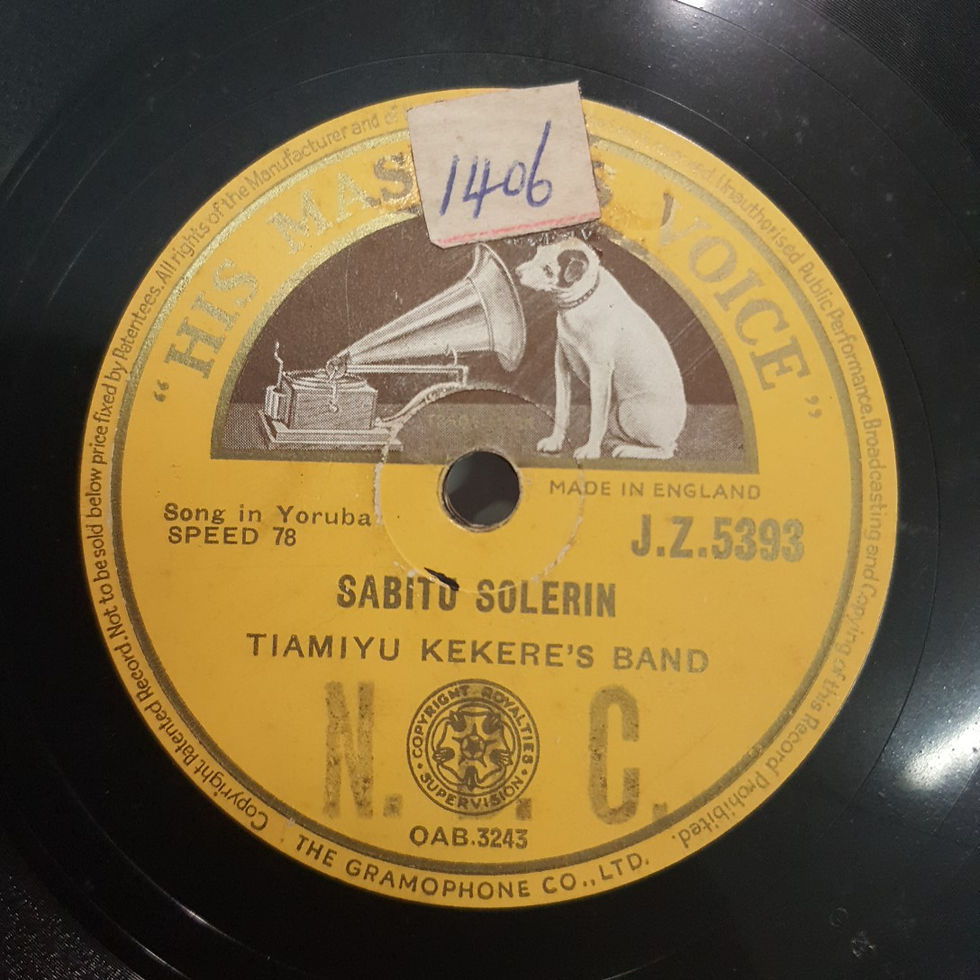 1406
"HIS MAS S VOICE"
MADE IN ENGLAND
Song in Yoruba
SPEED 78
J.Z.5393
SABITU SOLERIN
TIAMIYU KEKERE'S BAND
N. . C.
COPYRIGHT ROYALTIES
SUPERVISION
OAB.3243
THE GRAMOPHONE CO., LTD.
Copyright Patented Record. Not to be sold below price fixed by Patentees. All rights of the Manufacturer and of Unauthorised Public Performance, Broadcasting and Copying of this Record Prohibited.